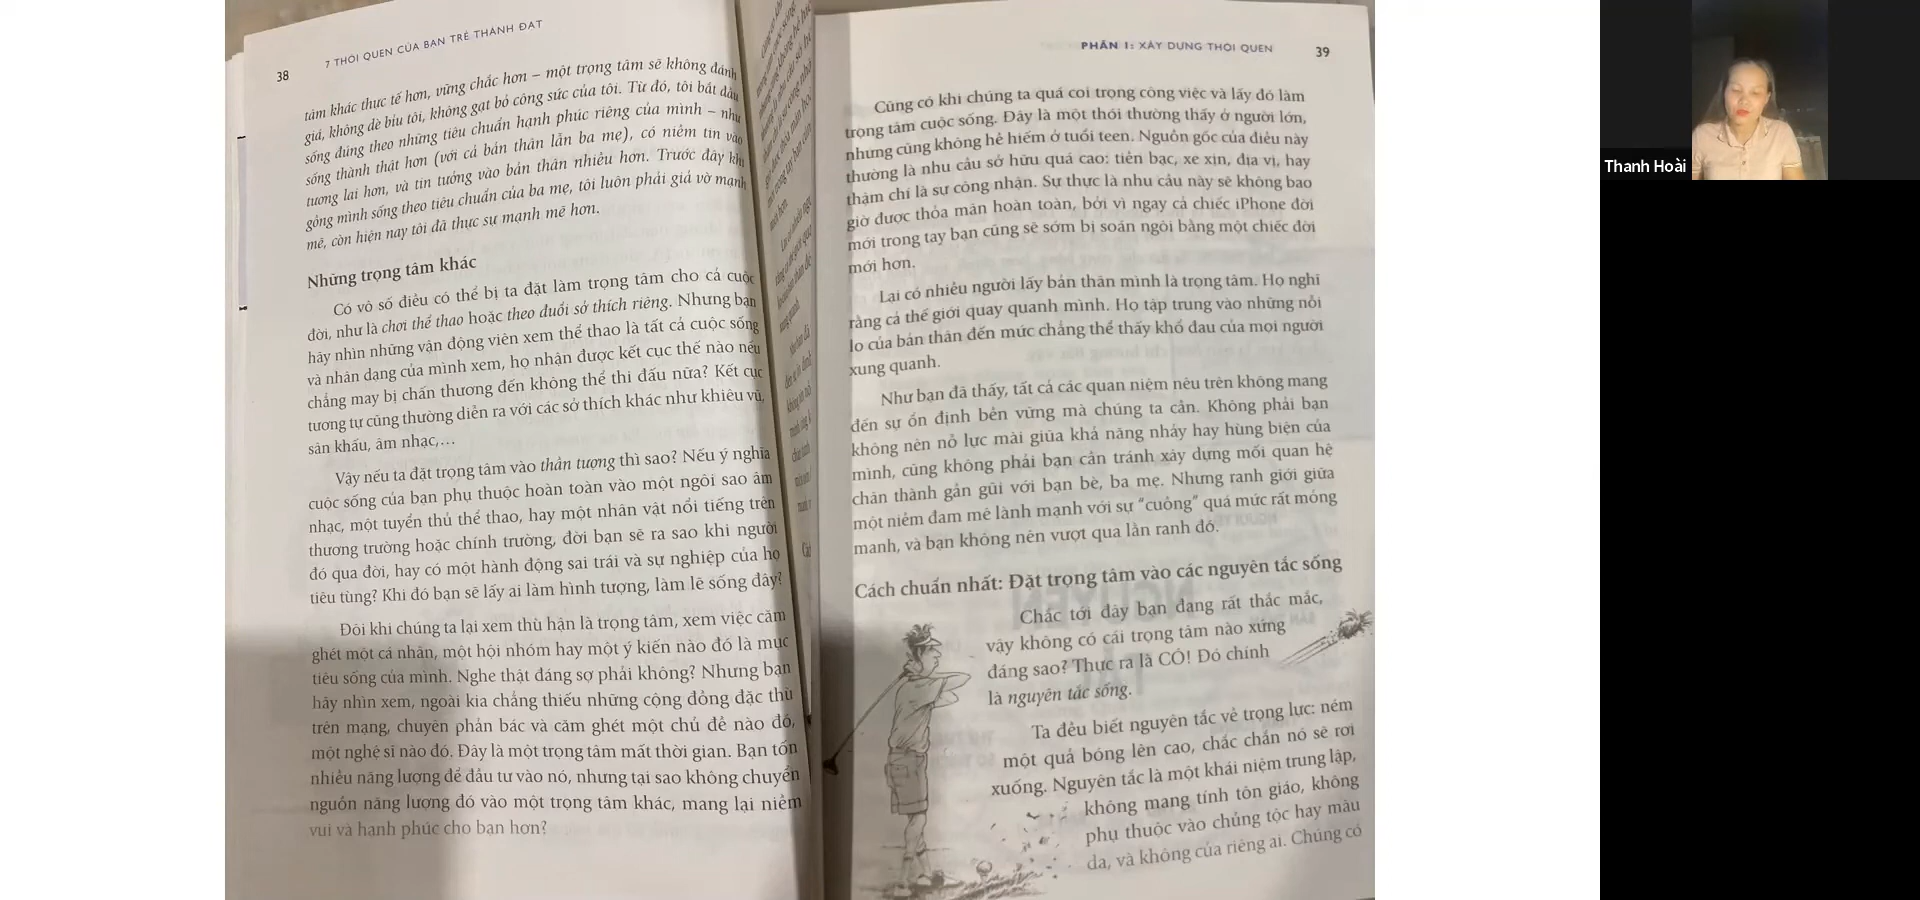 38
7 THÓI QUEN CỦA BẠN TRẺ THÀNH ĐẠT
tâm khác thực tế hơn, vững chắc hơn – một trọng tâm sẽ không đánh
giá, không dè bỉu tôi, không gạt bỏ công sức của tôi. Từ đó, tôi bắt đầu
sống đúng theo những tiêu chuẩn hạnh phúc riêng của mình – như
sống thành thật hơn (với cả bản thân lẫn ba mẹ), có niềm tin vào
tương lai hơn, và tin tưởng vào bản thân nhiều hơn. Trước đây khi
gồng mình sống theo tiêu chuẩn của ba mẹ, tôi luôn phải giả vờ mạnh
mẽ, còn hiện nay tôi đã thực sự mạnh mẽ hơn.
Những trọng tâm khác
Có vô số điều có thể bị ta đặt làm trọng tâm cho cả cuộc
đời, như là chơi thể thao hoặc theo đuổi sở thích riêng. Nhưng bạn
hãy nhìn những vận động viên xem thể thao là tất cả cuộc sống
và nhân dạng của mình xem, họ nhận được kết cục thế nào nếu
chẳng may bị chấn thương đến không thể thi đấu nữa? Kết cục
tương tự cũng thường diễn ra với các sở thích khác như khiêu vũ,
sân khấu, âm nhạc,...
Vậy nếu ta đặt trọng tâm vào thần tượng thì sao? Nếu ý nghĩa
cuộc sống của bạn phụ thuộc hoàn toàn vào một ngôi sao âm
nhạc, một tuyển thủ thể thao, hay một nhân vật nổi tiếng trên
thương trường hoặc chính trường, đời bạn sẽ ra sao khi người
đó qua đời, hay có một hành động sai trái và sự nghiệp của họ
tiêu tùng? Khi đó bạn sẽ lấy ai làm hình tượng, làm lẽ sống đây?
Đôi khi chúng ta lại xem thù hận là trọng tâm, xem việc căm
ghét một cá nhân, một hội nhóm hay một ý kiến nào đó là mục
tiêu sống của mình. Nghe thật đáng sợ phải không? Nhưng bạn
hãy nhìn xem, ngoài kia chẳng thiếu những cộng đồng đặc thù
trên mạng, chuyên phản bác và căm ghét một chủ đề nào đó,
một nghệ sĩ nào đó. Đây là một trọng tâm mất thời gian. Bạn tốn
nhiều năng lượng để đầu tư vào nó, nhưng tại sao không chuyển
nguồn năng lượng đó vào một trọng tâm khác, mang lại niềm
vui và hạnh phúc cho bạn hơn?
PHẦN 1: XÂY DỰNG THÓI QUEN
39
Cũng có khi chúng ta quá coi trọng công việc và lấy đó làm
trọng tâm cuộc sống. Đây là một thói thường thấy ở người lớn,
nhưng cũng không hề hiếm ở tuổi teen. Nguồn gốc của điều này
thường là nhu cầu sở hữu quá cao: tiền bạc, xe xịn, địa vị, hay
thậm chí là sự công nhận. Sự thực là nhu cầu này sẽ không bao
giờ được thỏa mãn hoàn toàn, bởi vì ngay cả chiếc iPhone đời
mới trong tay bạn cũng sẽ sớm bị soán ngôi bằng một chiếc đời
mới hơn.
Lại có nhiều người lấy bản thân mình là trọng tâm. Họ nghĩ
rằng cả thế giới quay quanh mình. Họ tập trung vào những nỗi
lo của bản thân đến mức chẳng thể thấy khổ đau của mọi người
xung quanh.
Như bạn đã thấy, tất cả các quan niệm nêu trên không mang
đến sự ổn định bền vững mà chúng ta cần. Không phải bạn
không nên nỗ lực mài giũa khả năng nhảy hay hùng biện của
mình, cũng không phải bạn cần tránh xây dựng mối quan hệ
chân thành gần gũi với bạn bè, ba mẹ. Nhưng ranh giới giữa
một niềm đam mê lành mạnh với sự “cuồng” quá mức rất mỏng
manh, và bạn không nên vượt qua lằn ranh đó.
Cách chuẩn nhất: Đặt trọng tâm vào các nguyên tắc sống
Chắc tới đây bạn đang rất thắc mắc,
vậy không có cái trọng tâm nào xứng
đáng sao? Thực ra là CÓ! Đó chính
là nguyên tắc sống.
Ta đều biết nguyên tắc về trọng lực: ném
một quả bóng lên cao, chắc chắn nó sẽ rơi
xuống. Nguyên tắc là một khái niệm trung lập,
không mang tính tôn giáo, không
phụ thuộc vào chủng tộc hay màu
da, và không của riêng ai. Chúng có
Thanh Hoài